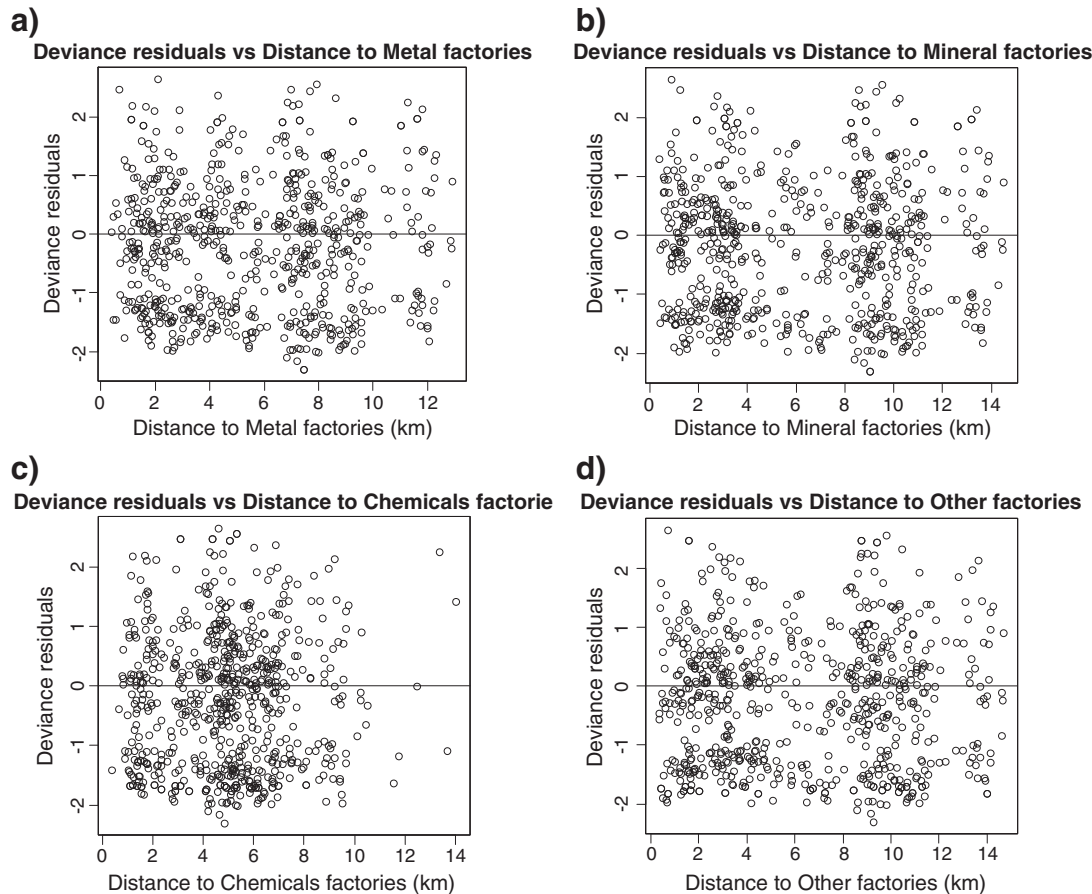 a)
Deviance residuals vs Distance to Metal factories
Deviance residuals
2
1
0
-1
-2
0 2 4 6 8 10 12
Distance to Metal factories (km)
b)
Deviance residuals vs Distance to Mineral factories
Deviance residuals
2
1
0
-1
-2
0 2 4 6 8 10 12 14
Distance to Mineral factories (km)
c)
Deviance residuals vs Distance to Chemicals factorie
Deviance residuals
2
1
0
-1
-2
0 2 4 6 8 10 12 14
Distance to Chemicals factories (km)
d)
Deviance residuals vs Distance to Other factories
Deviance residuals
2
1
0
-1
-2
0 2 4 6 8 10 12 14
Distance to Other factories (km)